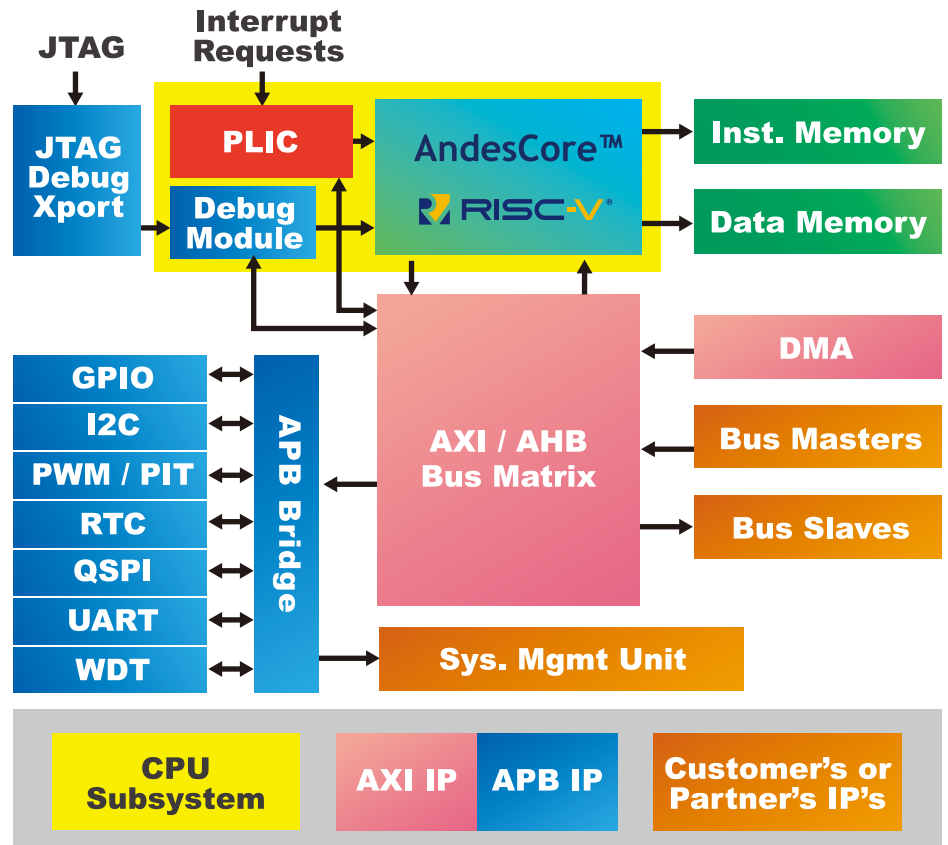 JTAG
Interrupt
Requests
JTAG
Debug
Xport
PLIC
Debug
Module
AndesCore™
RISC-V®
Inst. Memory
Data Memory
DMA
Bus Masters
Bus Slaves
AXI / AHB
Bus Matrix
GPIO
I2C
PWM / PIT
RTC
QSPI
UART
WDT
APB Bridge
Sys. Mgmt Unit
CPU
Subsystem
AXI IP
APB IP
Customer’s or
Partner’s IP’s